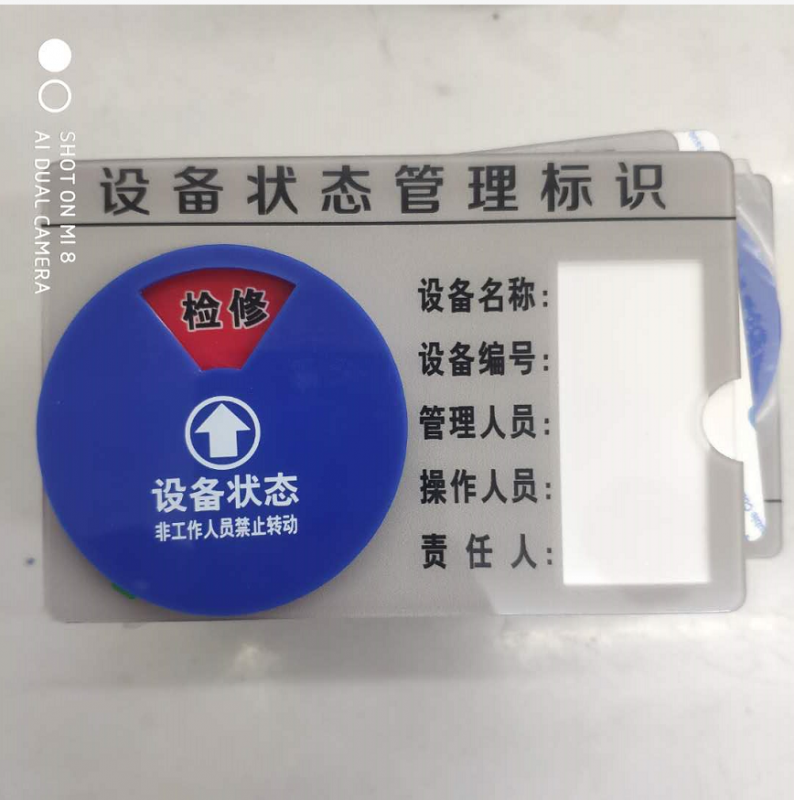 SHOT ON MI 8
AI DUAL CAMERA
设备状态管理标识
检修
设备状态
非工作人员禁止转动
设备名称:
设备编号:
管理人员:
操作人员:
责任人: